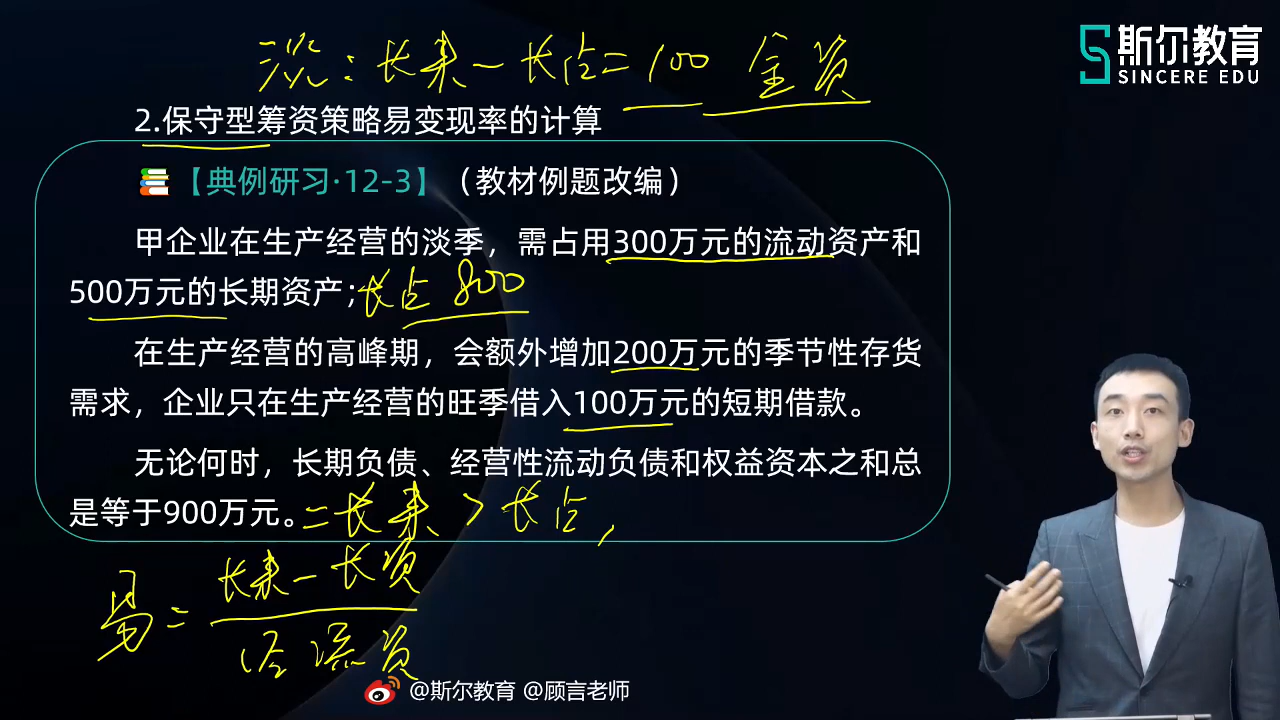 淡：长来－长占＝100 金资
斯尔教育
SINCERE EDU
2.保守型筹资策略易变现率的计算
【典例研习·12-3】（教材例题改编）
甲企业在生产经营的淡季，需占用300万元的流动资产和
500万元的长期资产；长占 800
在生产经营的高峰期，会额外增加200万元的季节性存货
需求，企业只在生产经营的旺季借入100万元的短期借款。
无论何时，长期负债、经营性流动负债和权益资本之和总
是等于900万元。＝长来＞长占，
易＝长来－长资
流资
@斯尔教育 @顾言老师